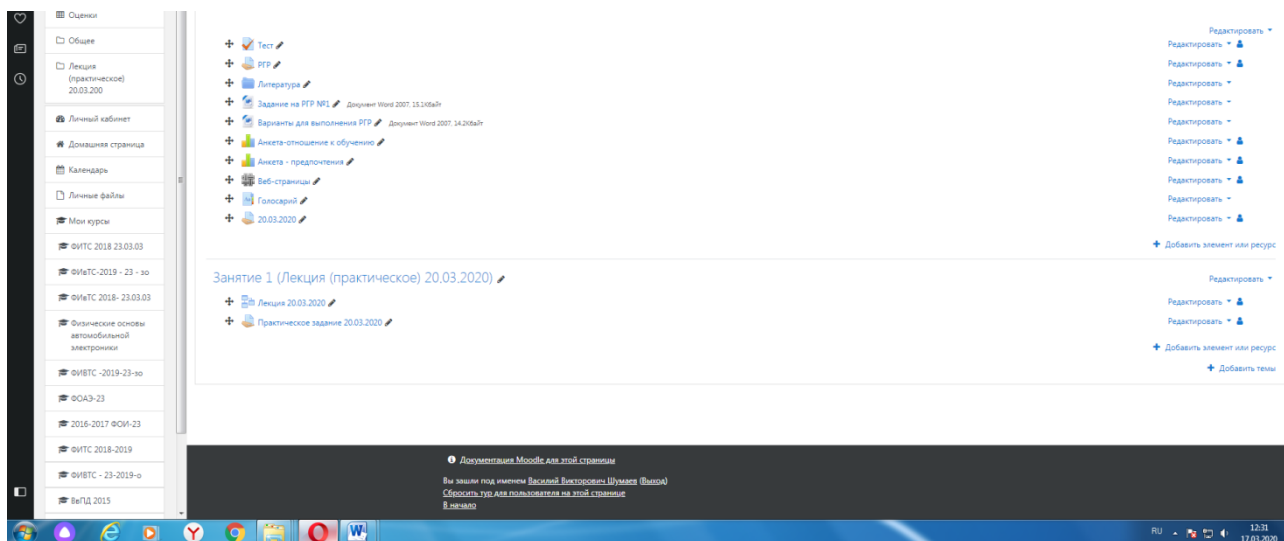 Оценки
Общее
Лекция
(практическое)
20.03.200
Личный кабинет
Домашняя страница
Календарь
Личные файлы
Мои курсы
ФИТС 2018 23.03.03
ФИвТС-2019 - 23 - зо
ФИвТС 2018- 23.03.03
Физические основы
автомобильной
электроники
ФИВТС -2019-23-зо
ФОАЭ-23
2016-2017 ФОИ-23
ФИТС 2018-2019
ФИВТС - 23-2019-о
ВвПД 2015
Редактировать
Тест Редактировать
РГР Редактировать
Литература Редактировать
Задание на РГР №1 Документ Word 2007, 15,1Кбайт Редактировать
Варианты для выполнения РГР Документ Word 2007, 14,2Кбайт Редактировать
Анкета-отношение к обучению Редактировать
Анкета - предпочтения Редактировать
Веб-страницы Редактировать
Голосарий Редактировать
20.03.2020 Редактировать
Добавить элемент или ресурс
Занятие 1 (Лекция (практическое) 20.03.2020) Редактировать
Лекция 20.03.2020 Редактировать
Практическое задание 20.03.2020 Редактировать
Добавить элемент или ресурс
Добавить темы
Документация Moodle для этой страницы
Вы зашли под именем Василий Викторович Шумаев (Выход)
Сбросить тур для пользователя на этой странице
В начало
RU 12:31
17.03.2020